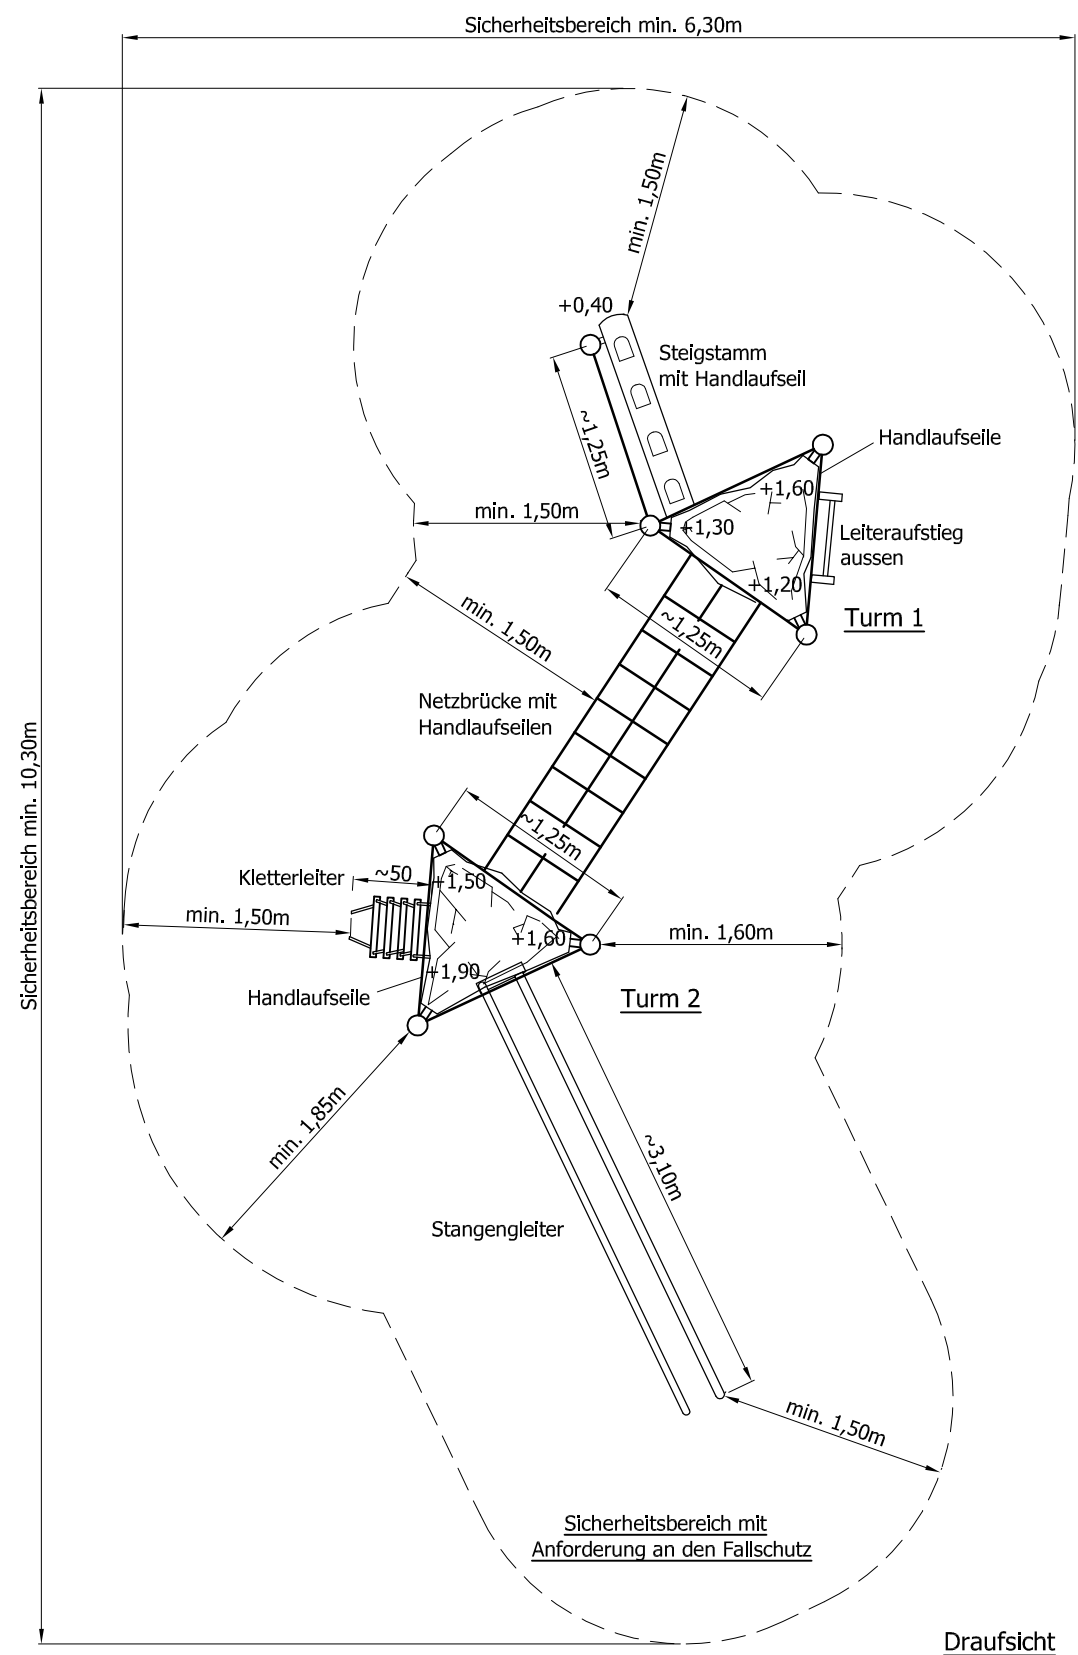 Sicherheitsbereich min. 6,30m
min. 1,50m
+0,40
Steigstamm
mit Handlaufseil
~1,25m
Handlaufseile
+1,60
min. 1,50m
+1,30
Leiteraufstieg
aussen
+1,20
min. 1,50m
~1,25m
Turm 1
Netzbrücke mit
Handlaufseilen
Sicherheitsbereich min. 10,30m
~1,25m
Kletterleiter
~50
+1,50
min. 1,50m
+1,60
min. 1,60m
+1,90
Handlaufseile
Turm 2
min. 1,85m
~3,10m
Stangengleiter
min. 1,50m
Sicherheitsbereich mit
Anforderung an den Fallschutz
Draufsicht